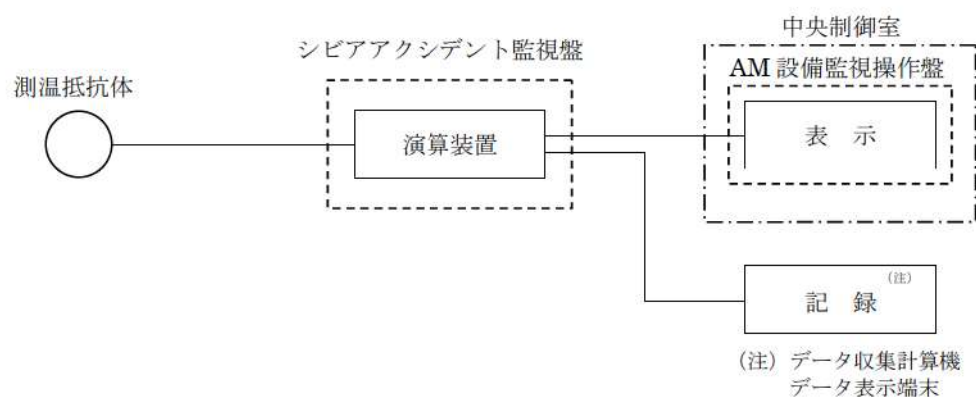 中央制御室
シビアアクシデント監視盤
AM 設備監視操作盤
測温抵抗体
演算装置
表 示
記 録 (注)
(注) データ収集計算機
データ表示端末